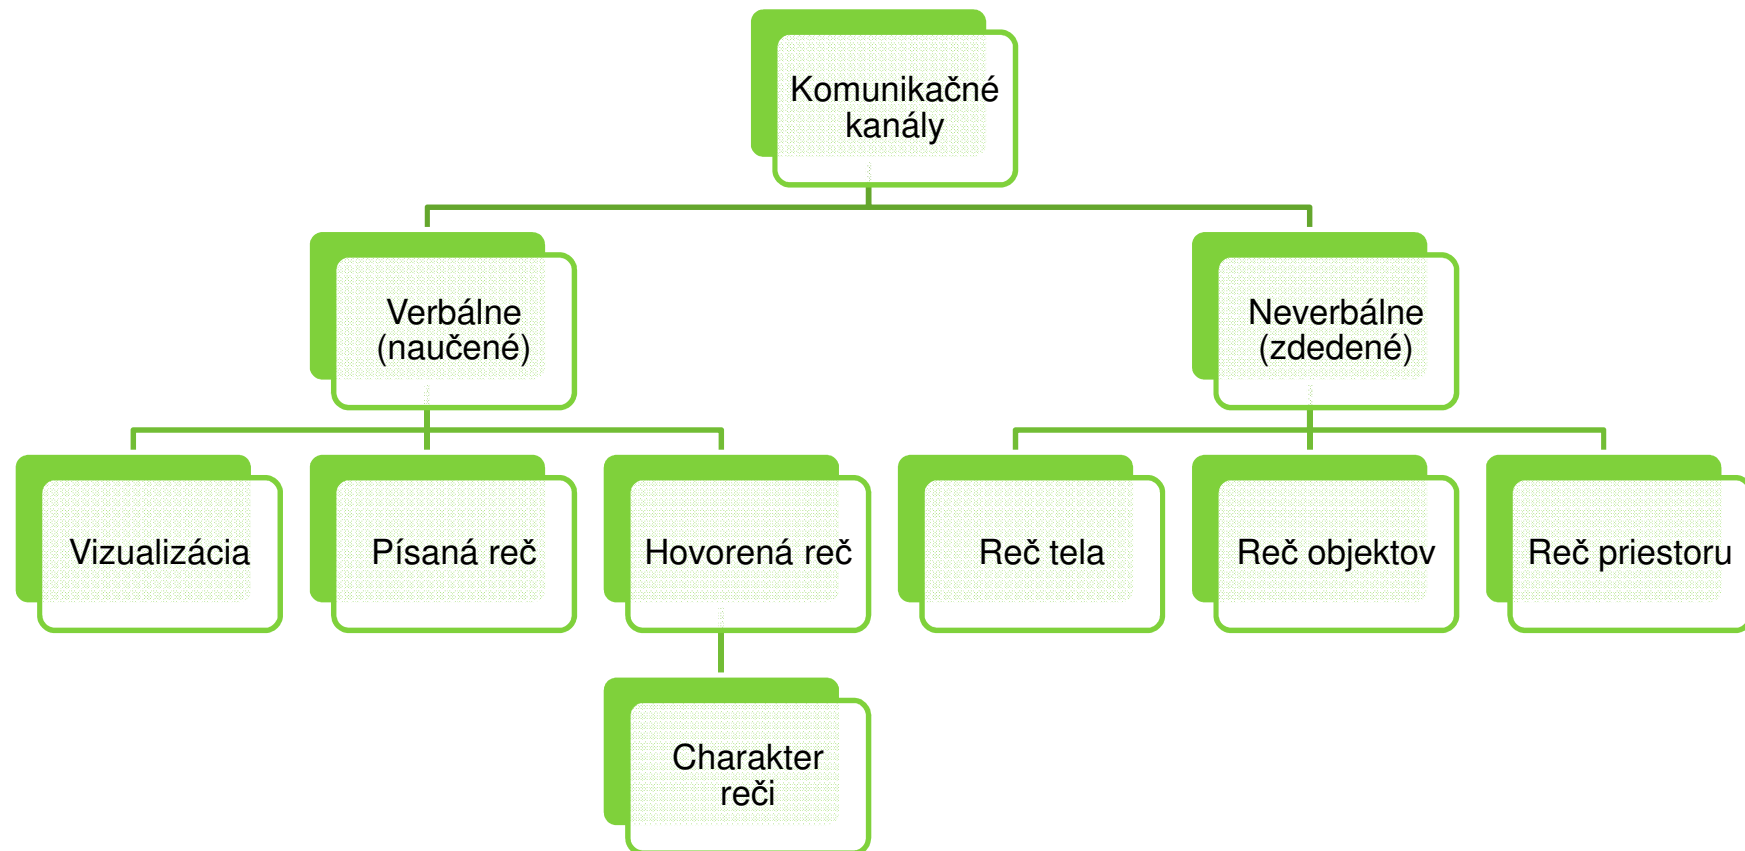 Komunikačné
kanály
Verbálne
(naučené)
Neverbálne
(zdedené)
Vizualizácia
Písaná reč
Hovorená reč
Reč tela
Reč objektov
Reč priestoru
Charakter
reči